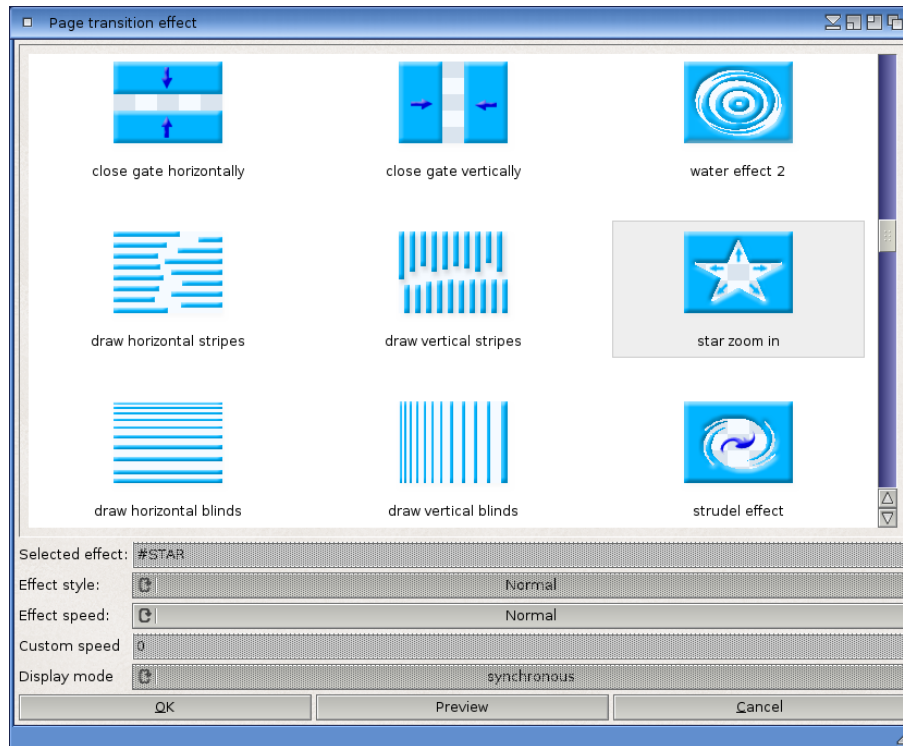 Page transition effect
close gate horizontally
close gate vertically
water effect 2
draw horizontal stripes
draw vertical stripes
star zoom in
draw horizontal blinds
draw vertical blinds
strudel effect
Selected effect: #STAR
Effect style: Normal
Effect speed: Normal
Custom speed 0
Display mode synchronous
OK Preview Cancel